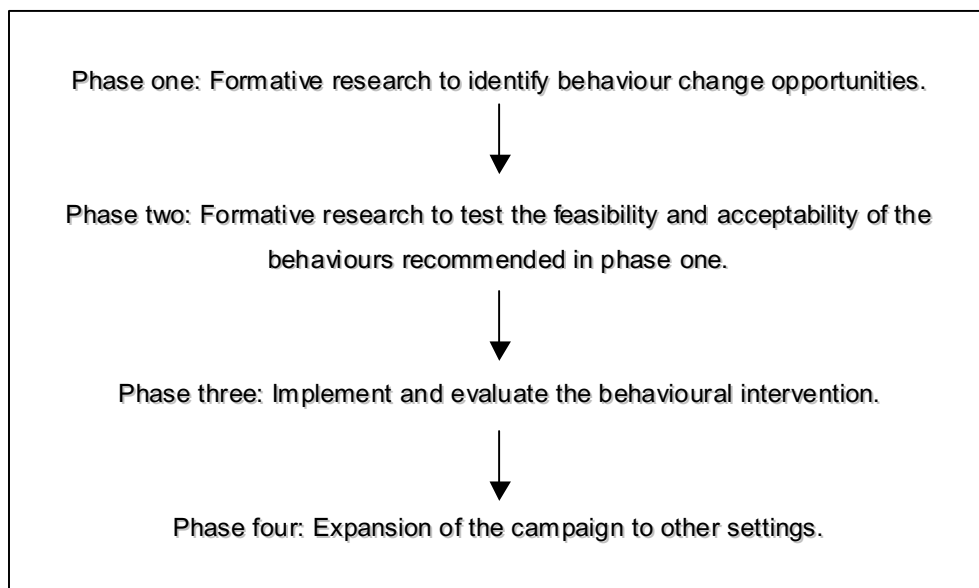 Phase one: Formative research to identify behaviour change opportunities.
Phase two: Formative research to test the feasibility and acceptability of the
behaviours recommended in phase one.
Phase three: Implement and evaluate the behavioural intervention.
Phase four: Expansion of the campaign to other settings.